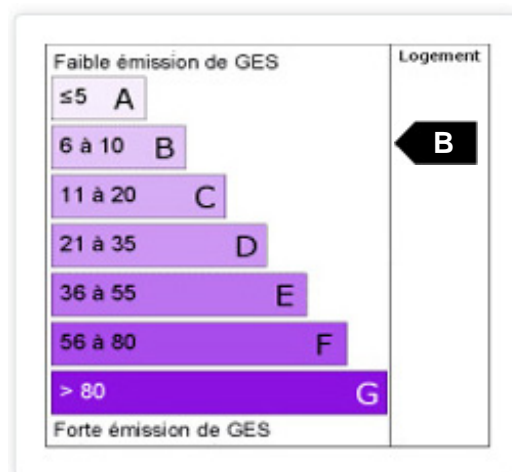 Faible émission de GES
Logement
≤5 A
6 à 10 B
B
11 à 20 C
21 à 35 D
36 à 55 E
56 à 80 F
> 80 G
Forte émission de GES